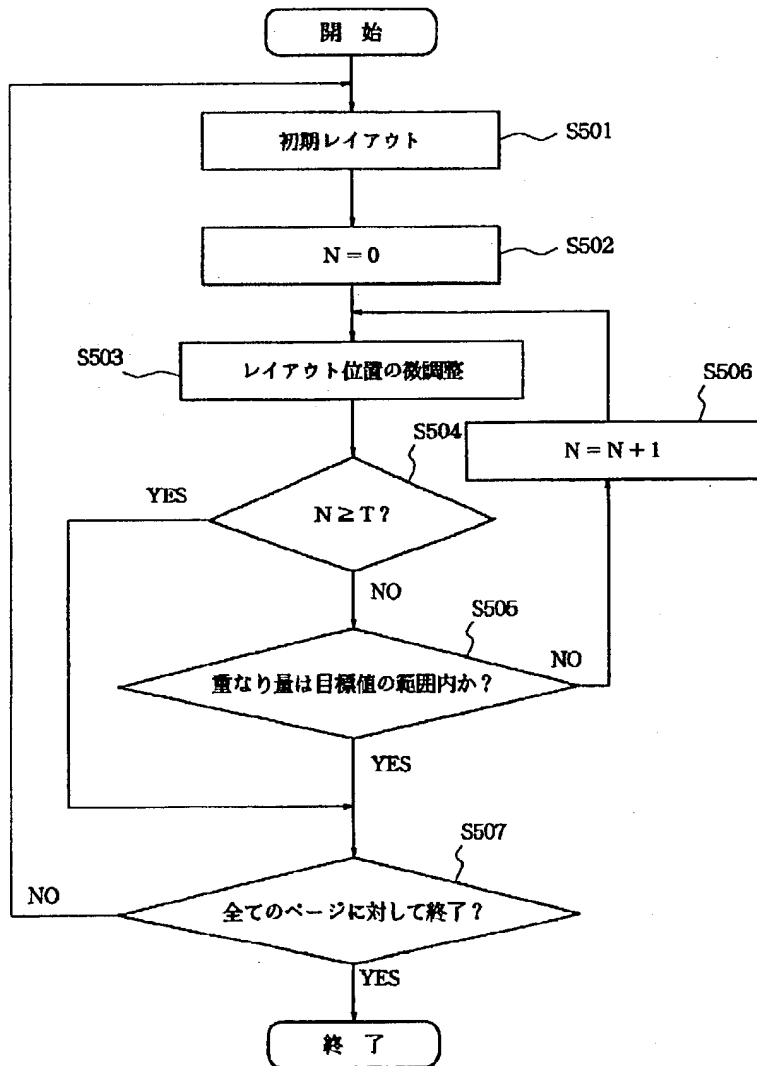 開 始
初期レイアウト
S501
N = 0
S502
S503
レイアウト位置の微調整
S506
N = N + 1
S504
YES
N ≥ T ?
NO
S505
重なり量は目標値の範囲内か?
NO
YES
S507
NO
全てのページに対して終了?
YES
終 了